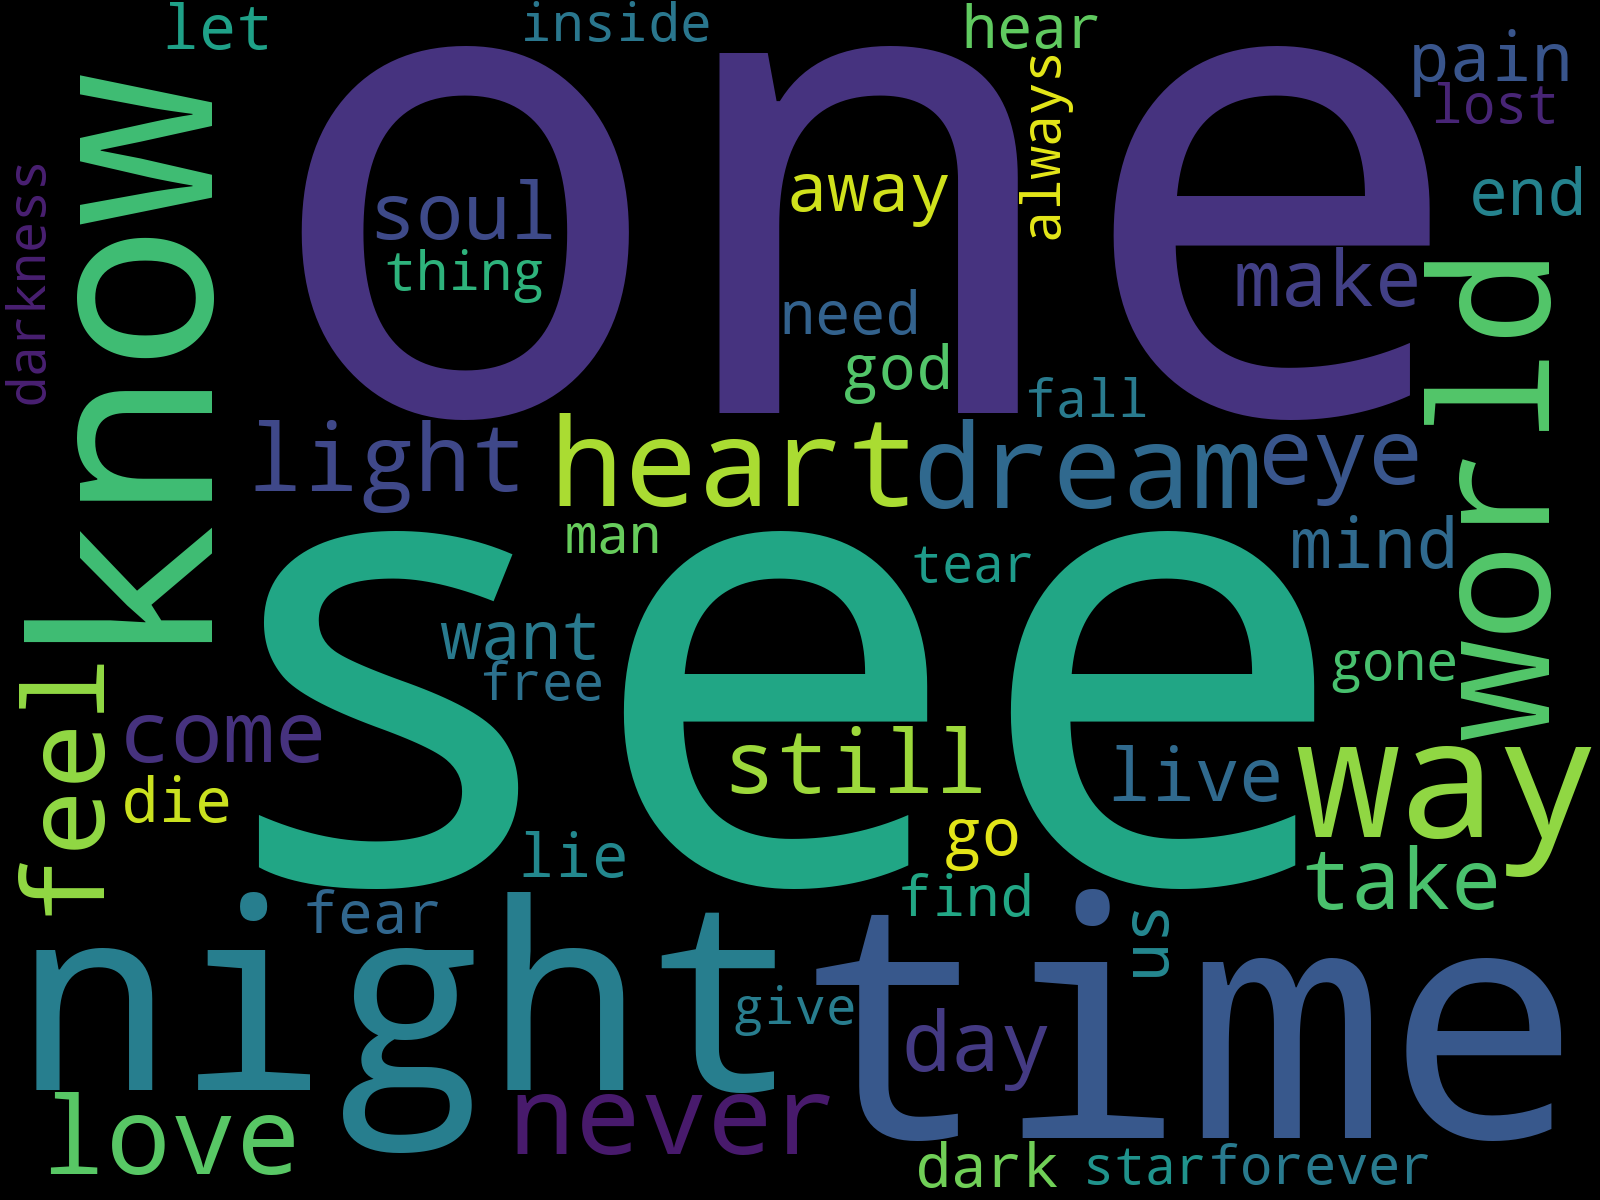 let
inside
hear
pain
lost
always
know
one
darkness
soul
away
end
thing
make
need
world
god
fall
light
heart
dream
eye
man
mind
tear
see
want
free
gone
feel
come
still
live
way
die
go
lie
take
find
fear
us
night
time
give
day
love
never
dark
star
forever